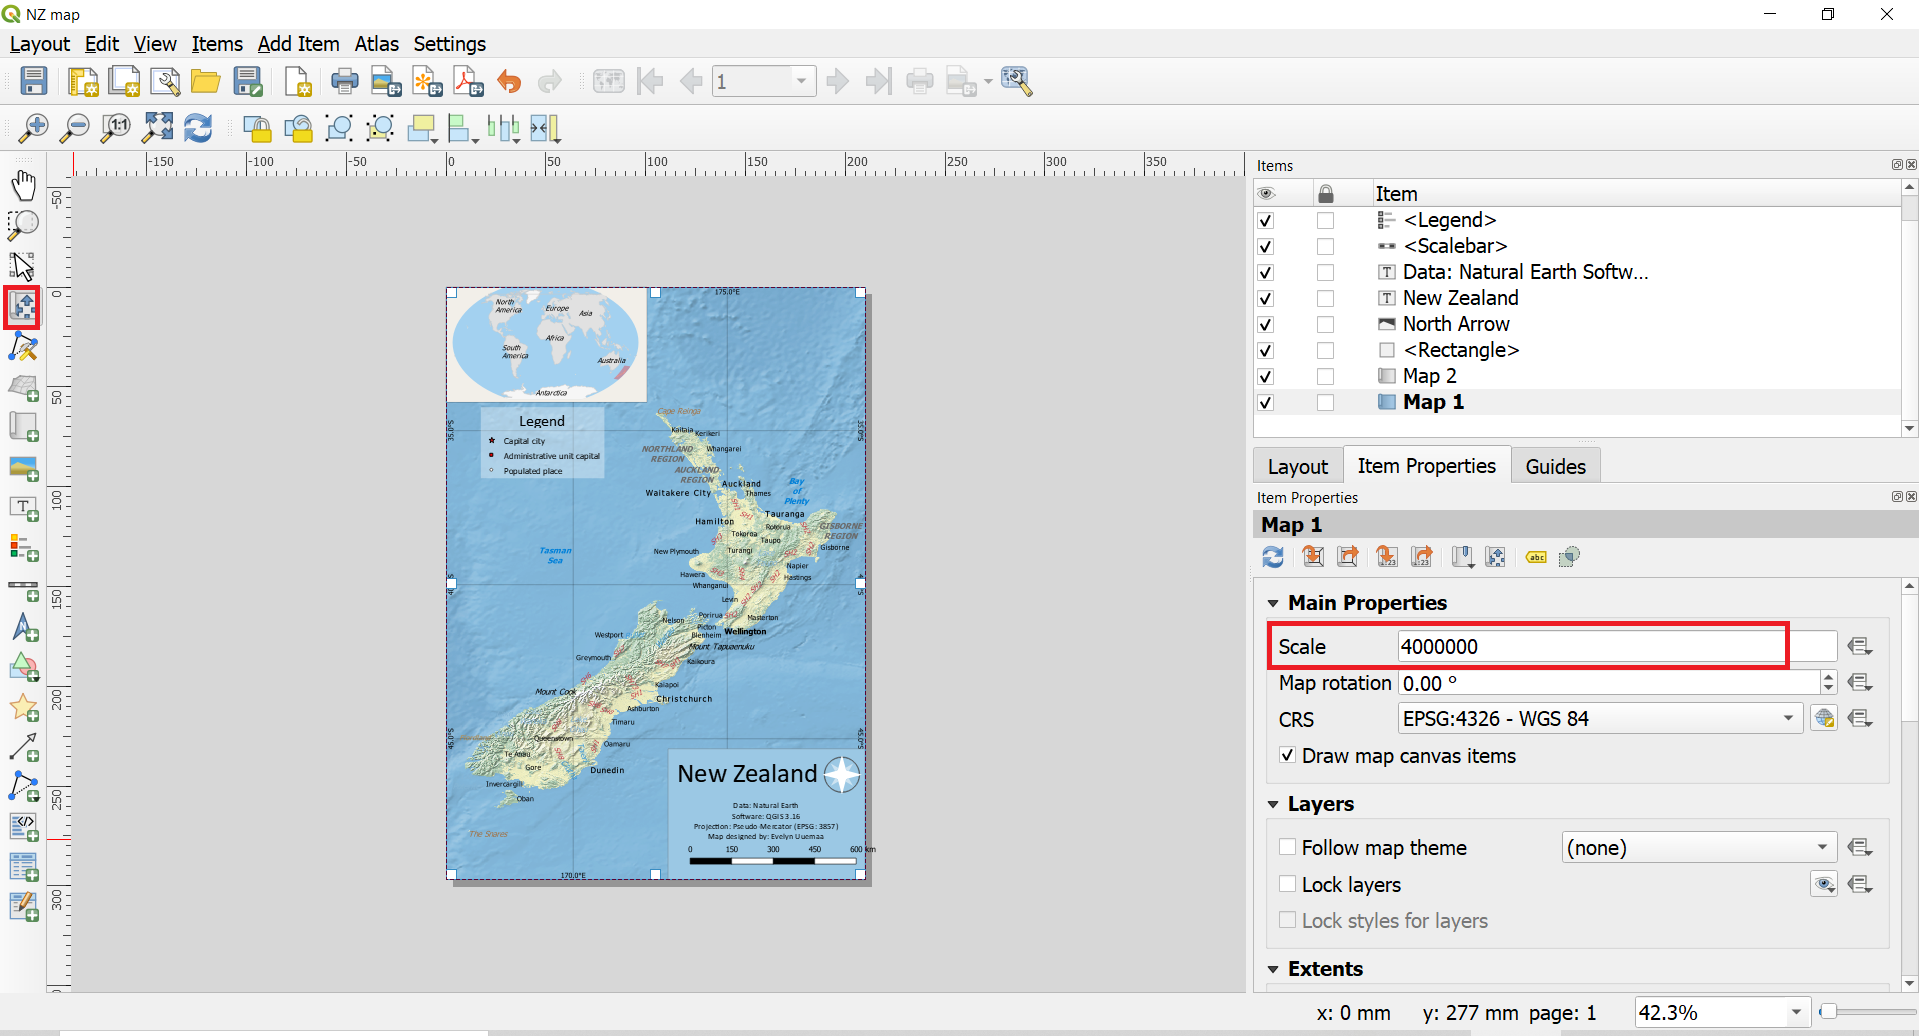 NZ map
Layout Edit View Items Add Item Atlas Settings
1
1:1
-150 -100 -50 0 50 100 150 200 250 300 350
-50
0
50
100
150
200
250
300
175.0°E
North America
Europe
Asia
Africa
South America
Australia
Antarctica
Legend
Capital city
Administrative unit capital
Populated place
35.0°S
35.0°S
Cape Reinga
Kaitaia
Kerikeri
NORTHLAND REGION
Whangarei
AUCKLAND REGION
Auckland
Bay of Plenty
Waitakere City
Thames
Tauranga
Hamilton
Rotorua
GISBORNE REGION
Tokoroa
Taupo
Tasman Sea
New Plymouth
Turangi
Gisborne
Napier
Hawera
Hastings
Whanganui
Levin
Porirua
Masterton
Nelson
Picton
Wellington
Westport
Blenheim
Mount Tapuaenuku
Greymouth
Kaikoura
Mount Cook
Kaiapoi
Christchurch
Ashburton
Timaru
45.0°S
45.0°S
Queenstown
Oamaru
Te Anau
Gore
Dunedin
Invercargill
Oban
The Snares
New Zealand
Data: Natural Earth
Software: QGIS 3.16
Projection: Pseudo-Mercator (EPSG: 3857)
Map designed by: Evelyn Uuemaa
0 150 300 450 600 km
170.0°E
Items
Item
<Legend>
<Scalebar>
Data: Natural Earth Softw...
New Zealand
North Arrow
<Rectangle>
Map 2
Map 1
Layout Item Properties Guides
Item Properties
Map 1
abc
Main Properties
Scale 4000000
Map rotation 0.00 °
CRS EPSG:4326 - WGS 84
Draw map canvas items
Layers
Follow map theme (none)
Lock layers
Lock styles for layers
Extents
x: 0 mm y: 277 mm page: 1 42.3%